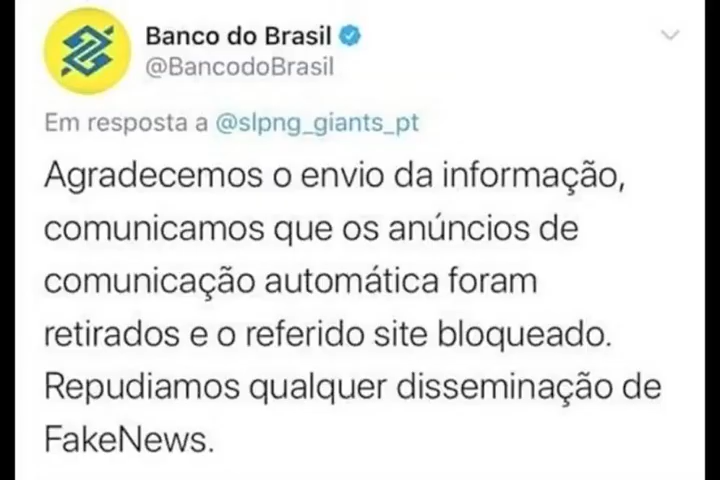 Banco do Brasil
@BancodoBrasil
Em resposta a @slpng_giants_pt
Agradecemos o envio da informação,
comunicamos que os anúncios de
comunicação automática foram
retirados e o referido site bloqueado.
Repudiamos qualquer disseminação de
FakeNews.